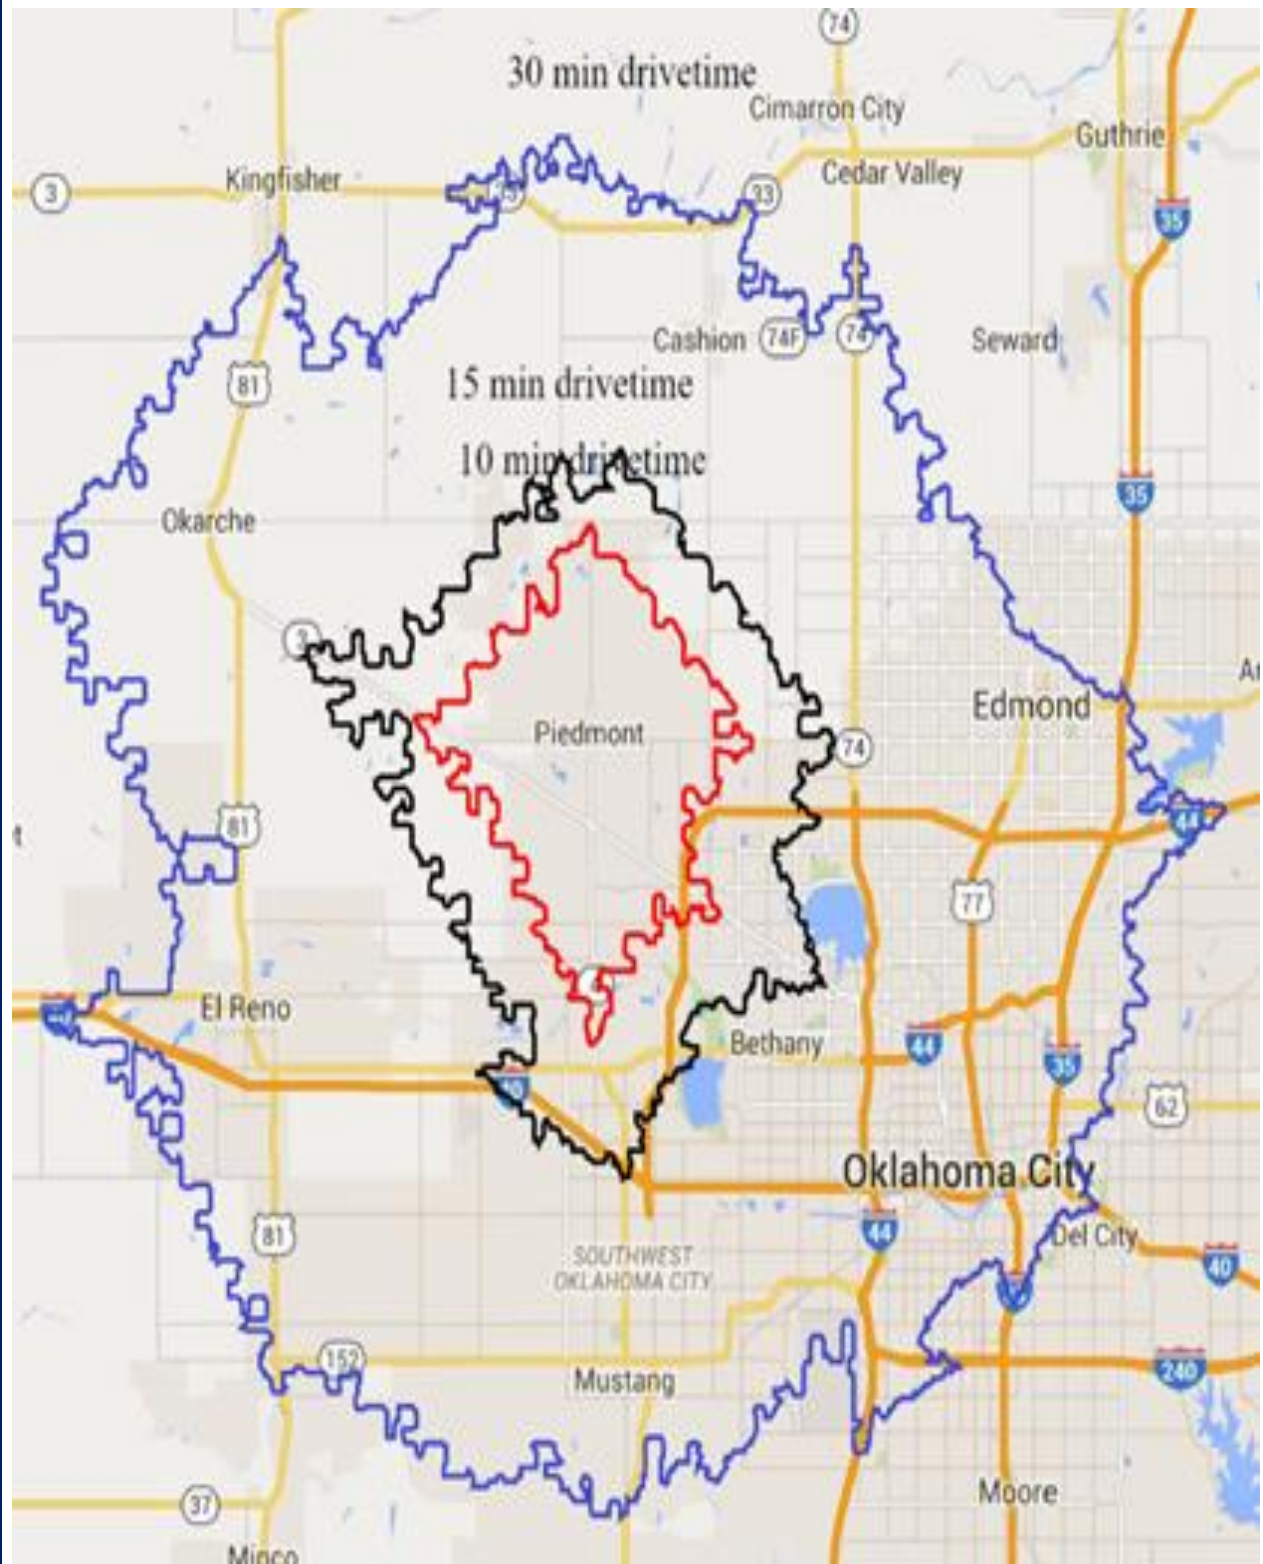 74
30 min drivetime
Cimarron City
Guthrie
Kingfisher
Cedar Valley
3
33
35
Cashion
74F
74
Seward
81
15 min drivetime
10 min drivetime
35
Okarche
3
Edmond
Piedmont
74
81
44
77
El Reno
Bethany
44
35
40
62
Oklahoma City
81
44
Del City
SOUTHWEST
OKLAHOMA CITY
40
152
Mustang
240
37
Moore
Minco